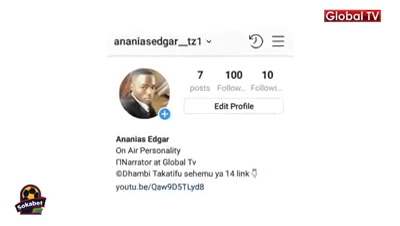 Global TV
ananiasedgar__tz1
7 100 10
posts Follow... Followi...
Edit Profile
Ananias Edgar
On Air Personality
ΠNarrator at Global Tv
©Dhambi Takatifu sehemu ya 14 link👇
youtu.be/Qaw9D5TLyd8
Sokabet